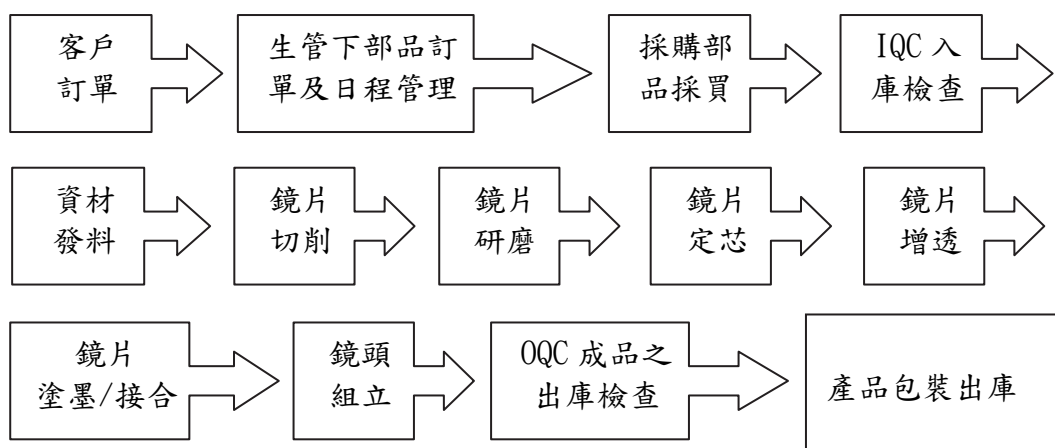 客戶
訂單
生管下部品訂
單及日程管理
採購部
品採買
IQC 入
庫檢查
資材
發料
鏡片
切削
鏡片
研磨
鏡片
定芯
鏡片
增透
鏡片
塗墨/接合
鏡頭
組立
OQC 成品之
出庫檢查
產品包裝出庫